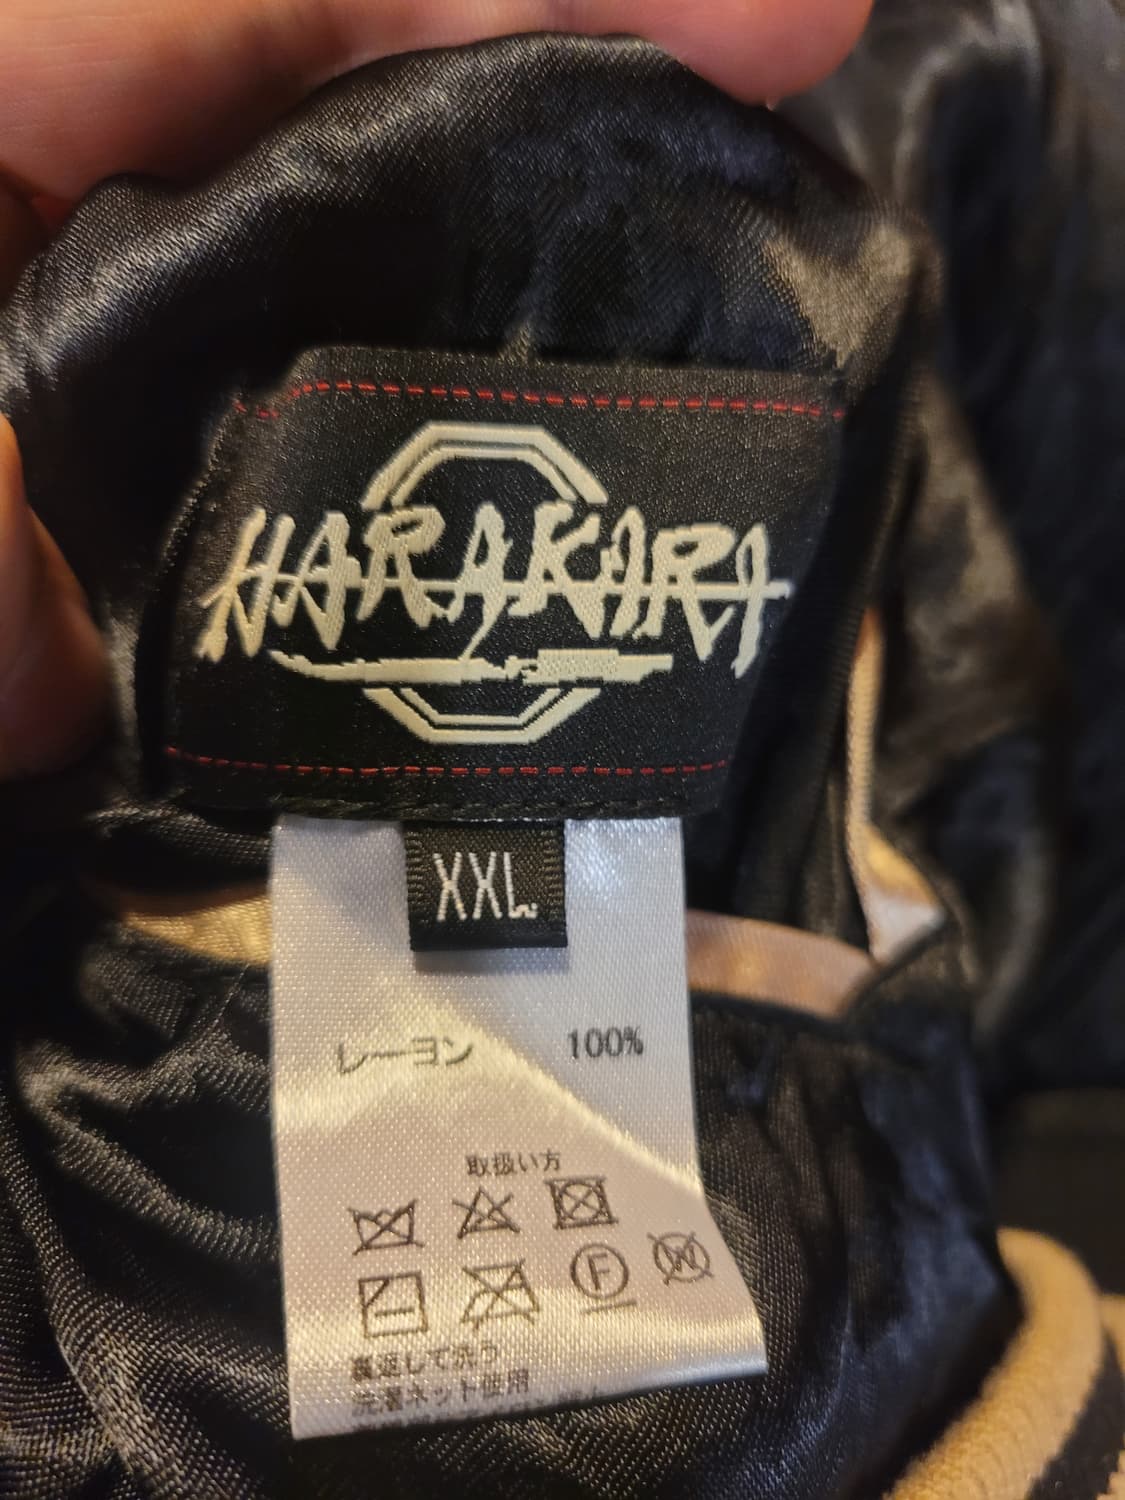 HARAKIRI
XXL
レーヨン 100%
取扱い方
F W
裏返して洗う
洗濯ネット使用